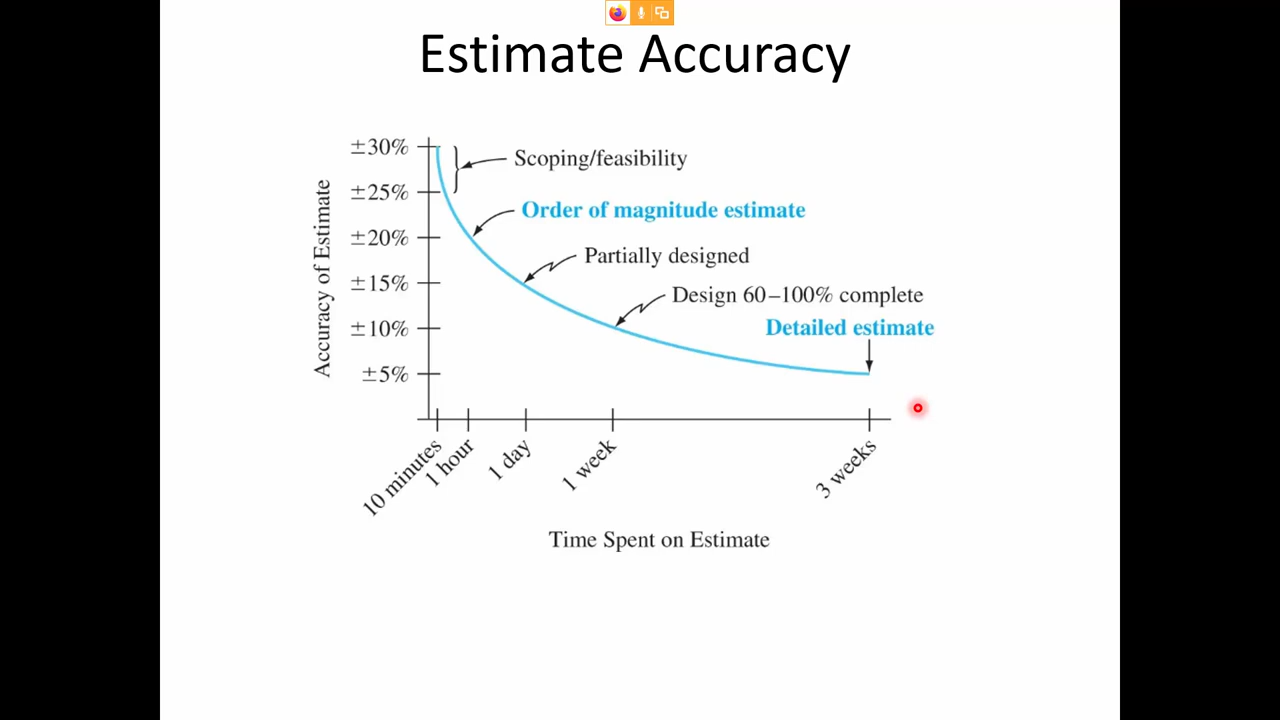 Estimate Accuracy
±30%
±25%
±20%
±15%
±10%
±5%
Accuracy of Estimate
Scoping/feasibility
Order of magnitude estimate
Partially designed
Design 60–100% complete
Detailed estimate
10 minutes
1 hour
1 day
1 week
3 weeks
Time Spent on Estimate